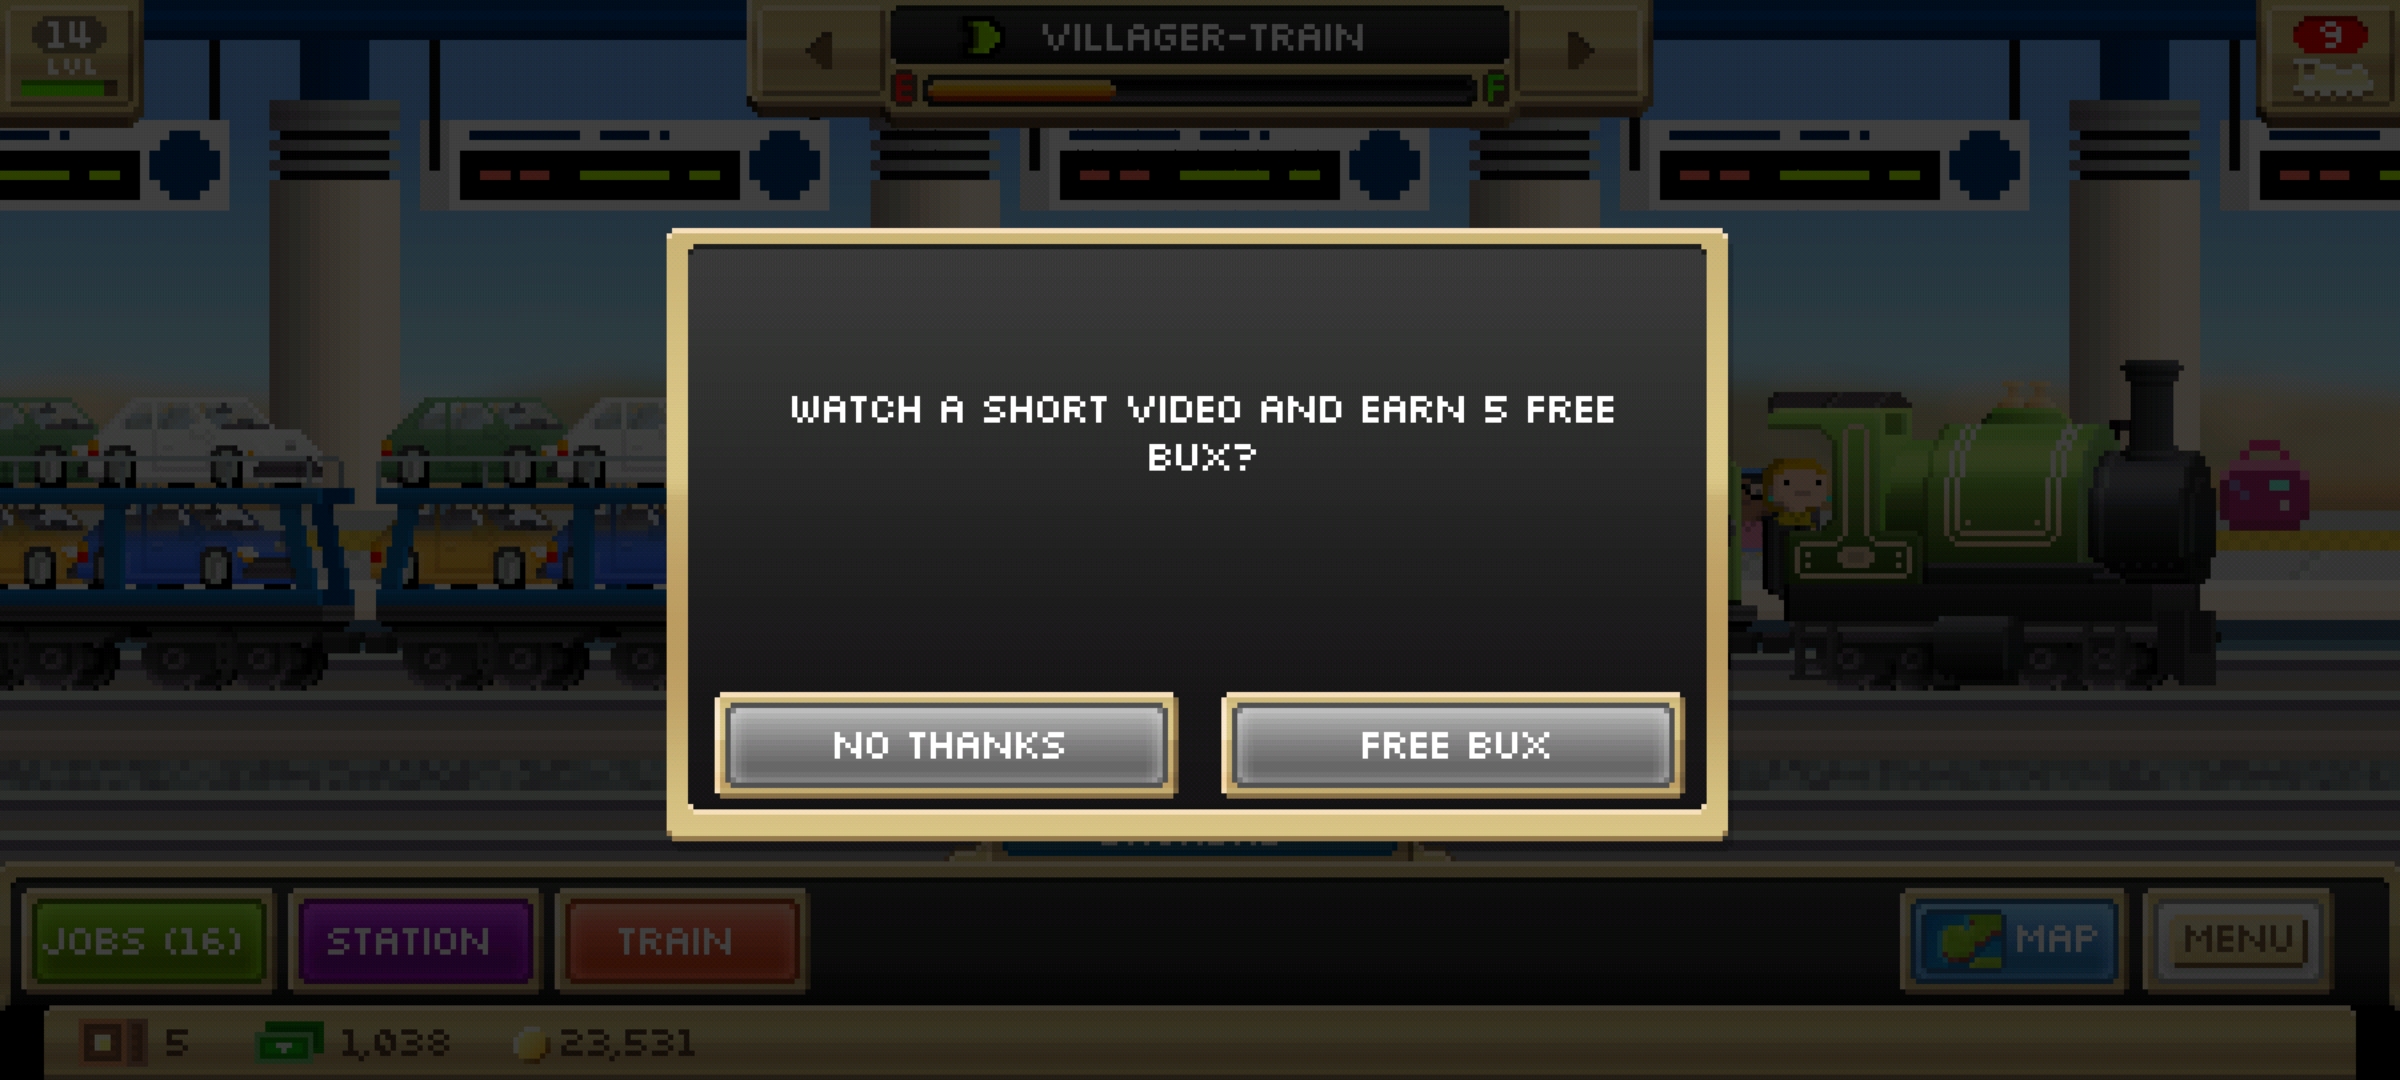 14
LVL
VILLAGER-TRAIN
E F
9
WATCH A SHORT VIDEO AND EARN 5 FREE
BUX?
NO THANKS
FREE BUX
JOBS (16)
STATION
TRAIN
MAP
MENU
5
1,038
23,531